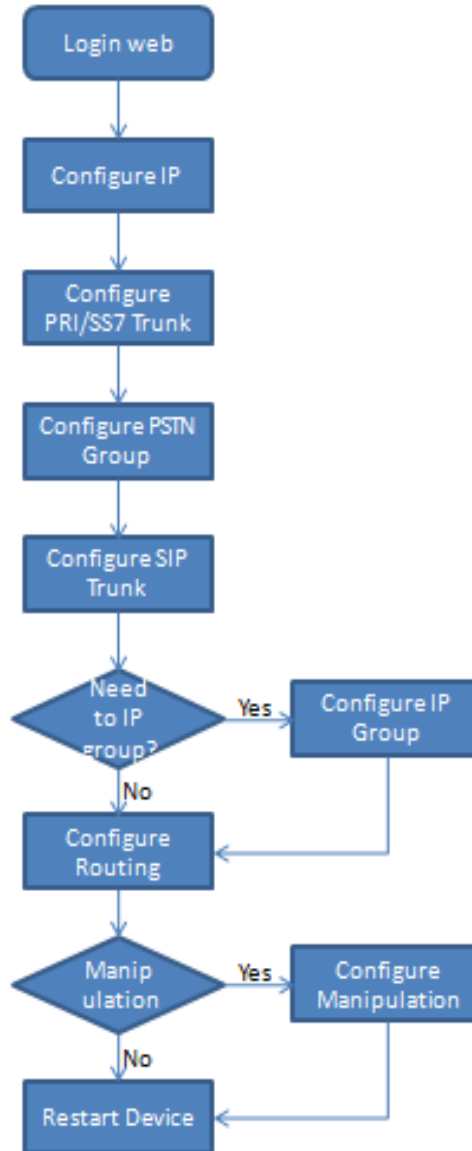 Login web
Configure IP
Configure
PRI/SS7 Trunk
Configure PSTN
Group
Configure SIP
Trunk
Need
to IP
group?
Yes
Configure IP
Group
No
Configure
Routing
Manip
ulation
Yes
Configure
Manipulation
No
Restart Device